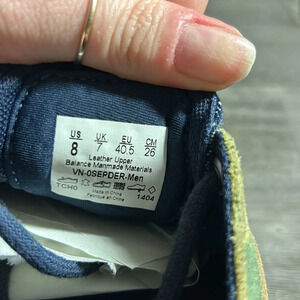 US UK EU CM
8 7 40.5 26
Leather Upper
Balance Manmade Materials
VN-0SEPDER-Men
TCHO
Made in China
1404